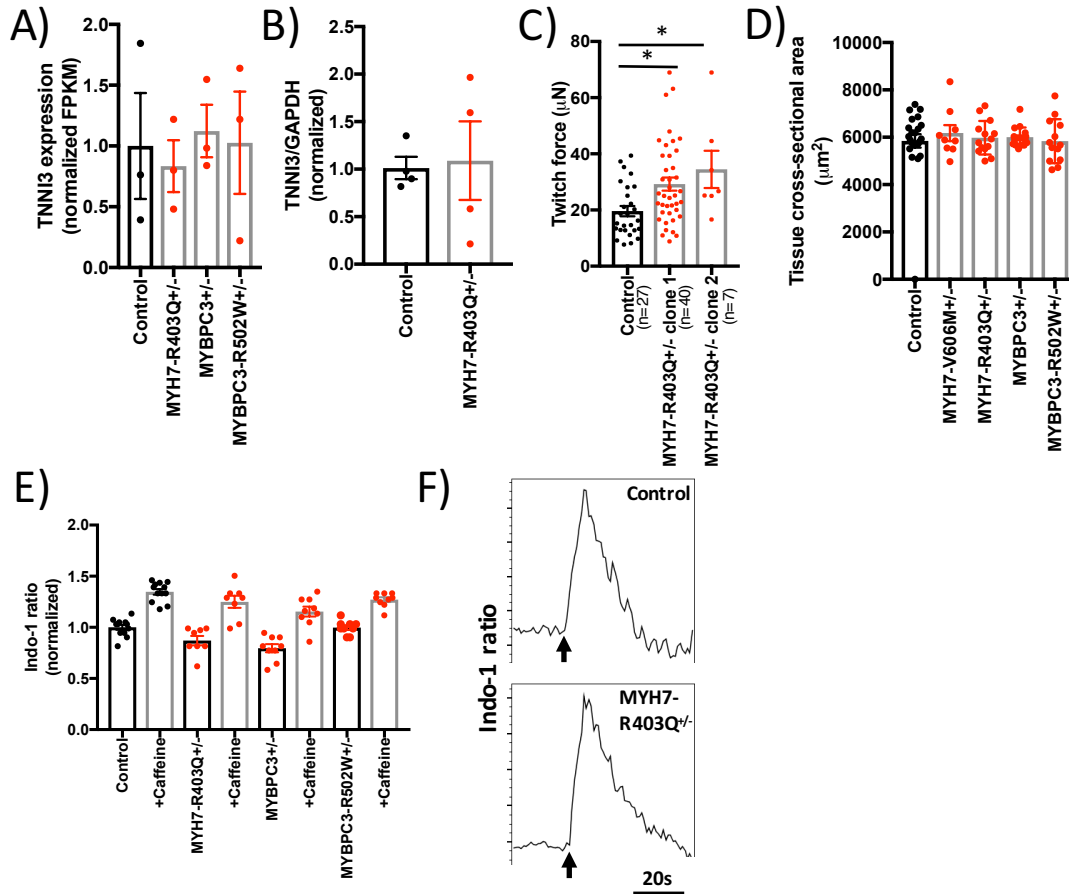 A)
TNNI3 expression
(normalized FPKM)
2.0
1.5
1.0
0.5
0.0
Control
MYH7-R403Q+/-
MYBPC3+/-
MYBPC3-R502W+/-
B)
TNNI3/GAPDH
(normalized)
2.5
2.0
1.5
1.0
0.5
0.0
Control
MYH7-R403Q+/-
C)
Twitch force (μN)
80
60
40
20
0
*
*
Control
(n=27)
MYH7-R403Q+/- clone 1
(n=40)
MYH7-R403Q+/- clone 2
(n=7)
D)
Tissue cross-sectional area
(μm2)
10000
8000
6000
4000
2000
0
Control
MYH7-V606M+/-
MYH7-R403Q+/-
MYBPC3+/-
MYBPC3-R502W+/-
E)
Indo-1 ratio
(normalized)
2.0
1.5
1.0
0.5
0.0
Control
+Caffeine
MYH7-R403Q+/-
+Caffeine
MYBPC3+/-
+Caffeine
MYBPC3-R502W+/-
+Caffeine
F)
Indo-1 ratio
Control
MYH7-
R403Q+/-
20s